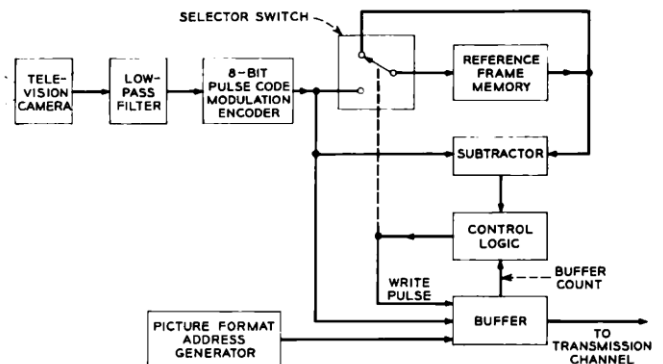 SELECTOR SWITCH
TELE-
VISION
CAMERA
LOW-
PASS
FILTER
8-BIT
PULSE CODE
MODULATION
ENCODER
REFERENCE
FRAME
MEMORY
SUBTRACTOR
CONTROL
LOGIC
BUFFER
COUNT
WRITE
PULSE
BUFFER
PICTURE FORMAT
ADDRESS
GENERATOR
TO
TRANSMISSION
CHANNEL